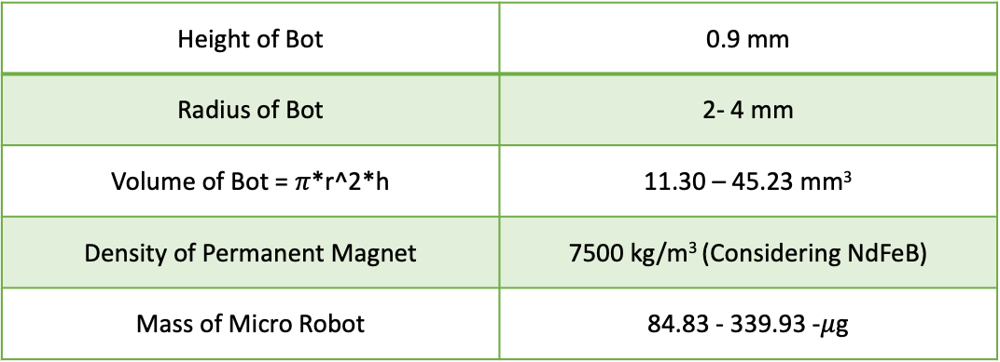 Height of Bot 0.9 mm
Radius of Bot 2- 4 mm
Volume of Bot = π*r^2*h 11.30 – 45.23 mm³
Density of Permanent Magnet 7500 kg/m³ (Considering NdFeB)
Mass of Micro Robot 84.83 - 339.93 -μg